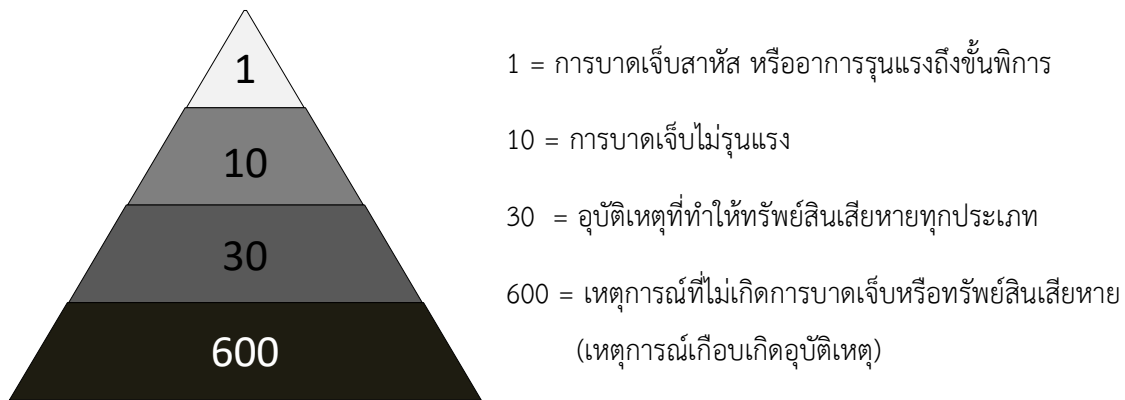 1
10
30
600
1 = การบาดเจ็บสาหัส หรืออาการรุนแรงถึงขั้นพิการ
10 = การบาดเจ็บไม่รุนแรง
30 = อุบัติเหตุที่ทำให้ทรัพย์สินเสียหายทุกประเภท
600 = เหตุการณ์ที่ไม่เกิดการบาดเจ็บหรือทรัพย์สินเสียหาย
(เหตุการณ์เกือบเกิดอุบัติเหตุ)